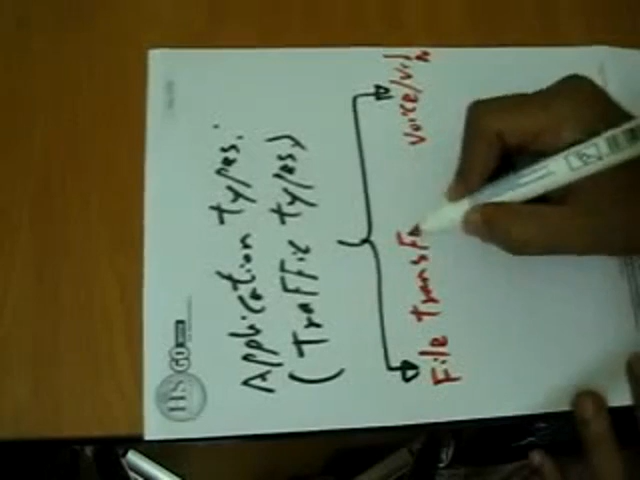 Application types:
(Traffic types)
File Transf
Voice/Vid